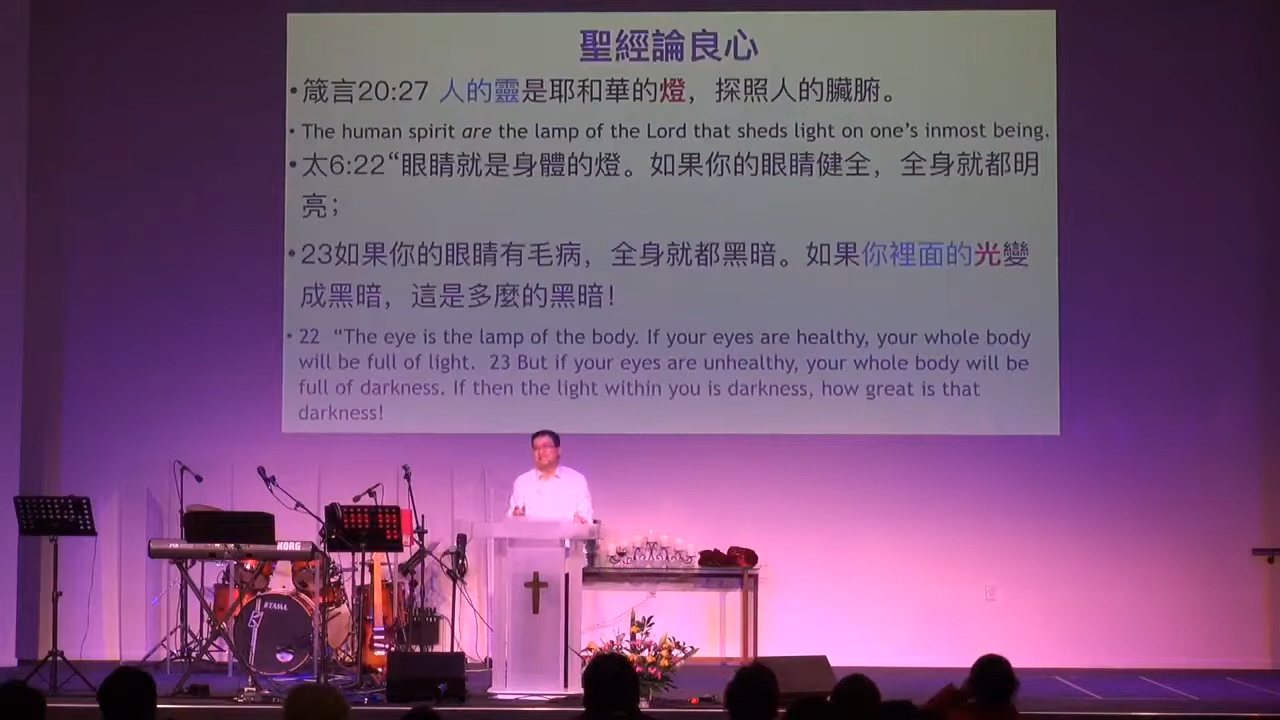 聖經論良心
•箴言20:27 人的靈是耶和華的燈，探照人的臟腑。
• The human spirit are the lamp of the Lord that sheds light on one’s inmost being.
•太6:22“眼睛就是身體的燈。如果你的眼睛健全，全身就都明
亮；
•23如果你的眼睛有毛病，全身就都黑暗。如果你裡面的光變
成黑暗，這是多麼的黑暗！
• 22 “The eye is the lamp of the body. If your eyes are healthy, your whole body
will be full of light. 23 But if your eyes are unhealthy, your whole body will be
full of darkness. If then the light within you is darkness, how great is that
darkness!
KORG
TAMA